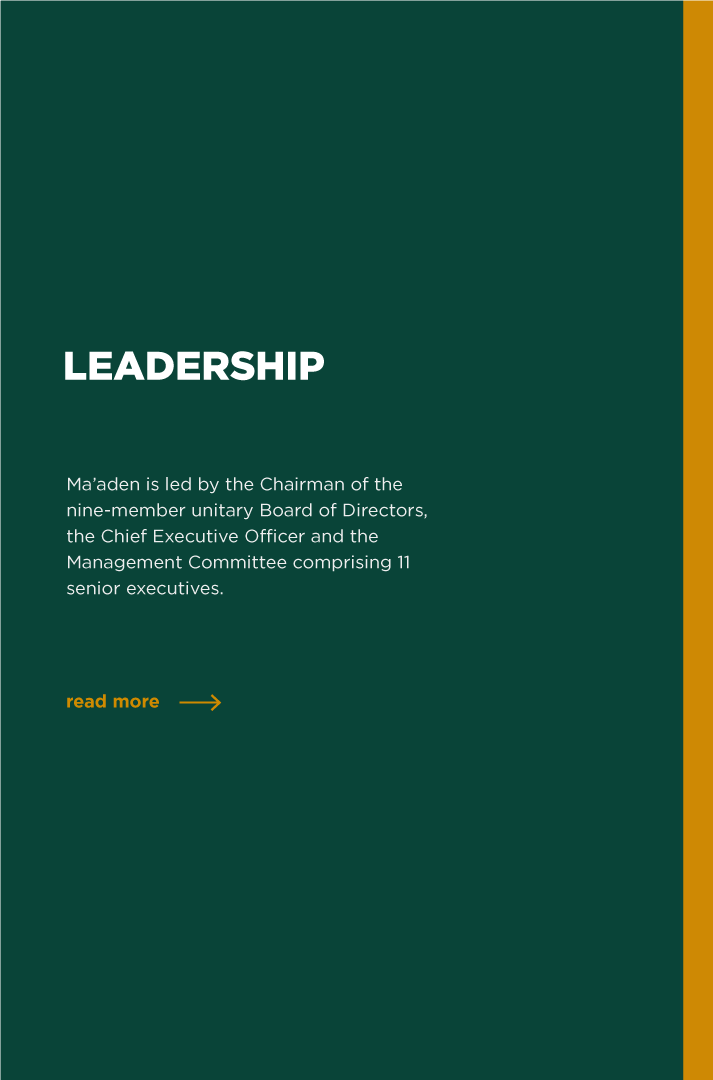 LEADERSHIP
Ma’aden is led by the Chairman of the
nine-member unitary Board of Directors,
the Chief Executive Officer and the
Management Committee comprising 11
senior executives.
read more